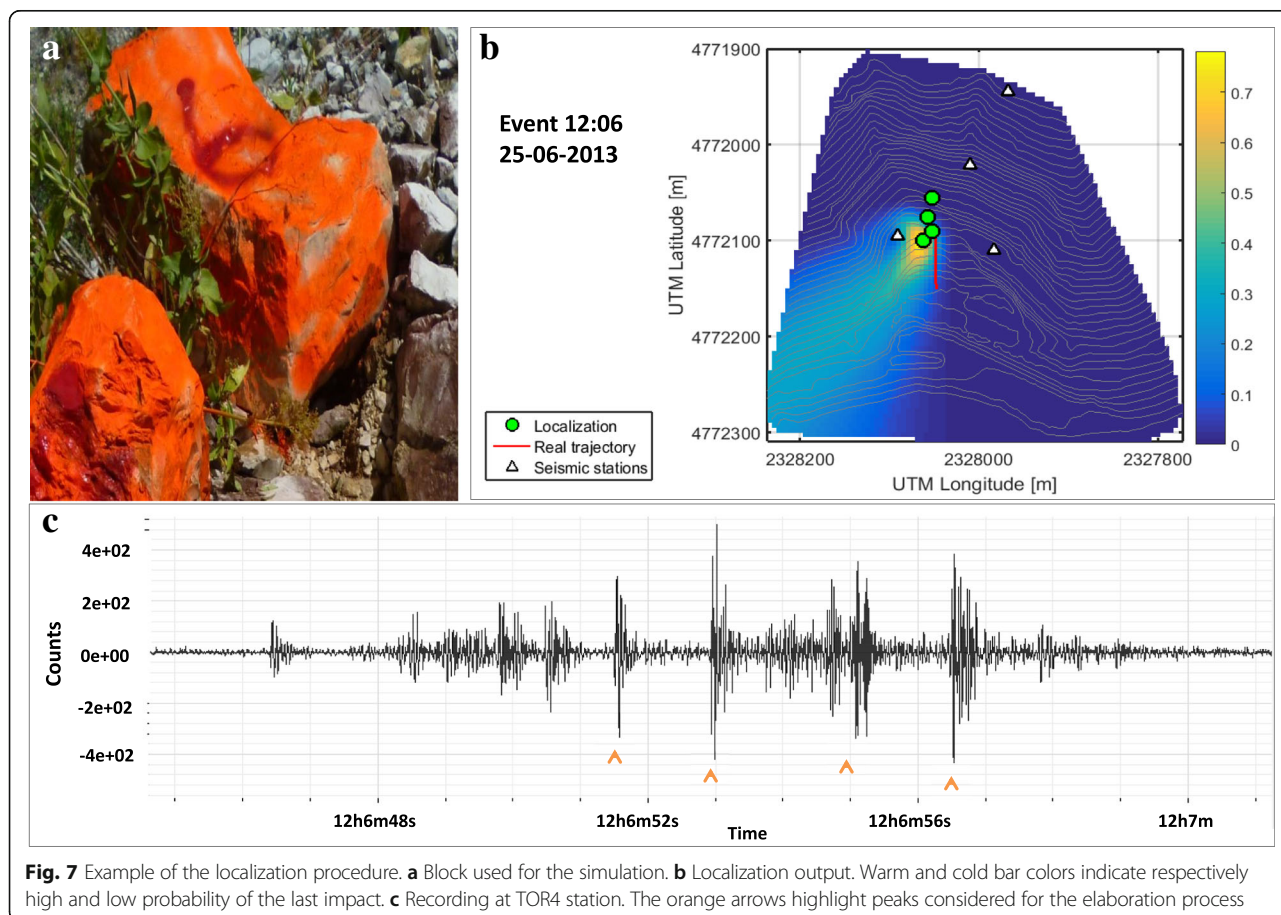 a
b
Event 12:06
25-06-2013
4771900
4772000
4772100
4772200
4772300
UTM Latitude [m]
2328200
2328000
2327800
UTM Longitude [m]
0.7
0.6
0.5
0.4
0.3
0.2
0.1
0
Localization
Real trajectory
Seismic stations
c
4e+02
2e+02
0e+00
-2e+02
-4e+02
Counts
12h6m48s
12h6m52s
12h6m56s
12h7m
Time
Fig. 7 Example of the localization procedure. a Block used for the simulation. b Localization output. Warm and cold bar colors indicate respectively
high and low probability of the last impact. c Recording at TOR4 station. The orange arrows highlight peaks considered for the elaboration process